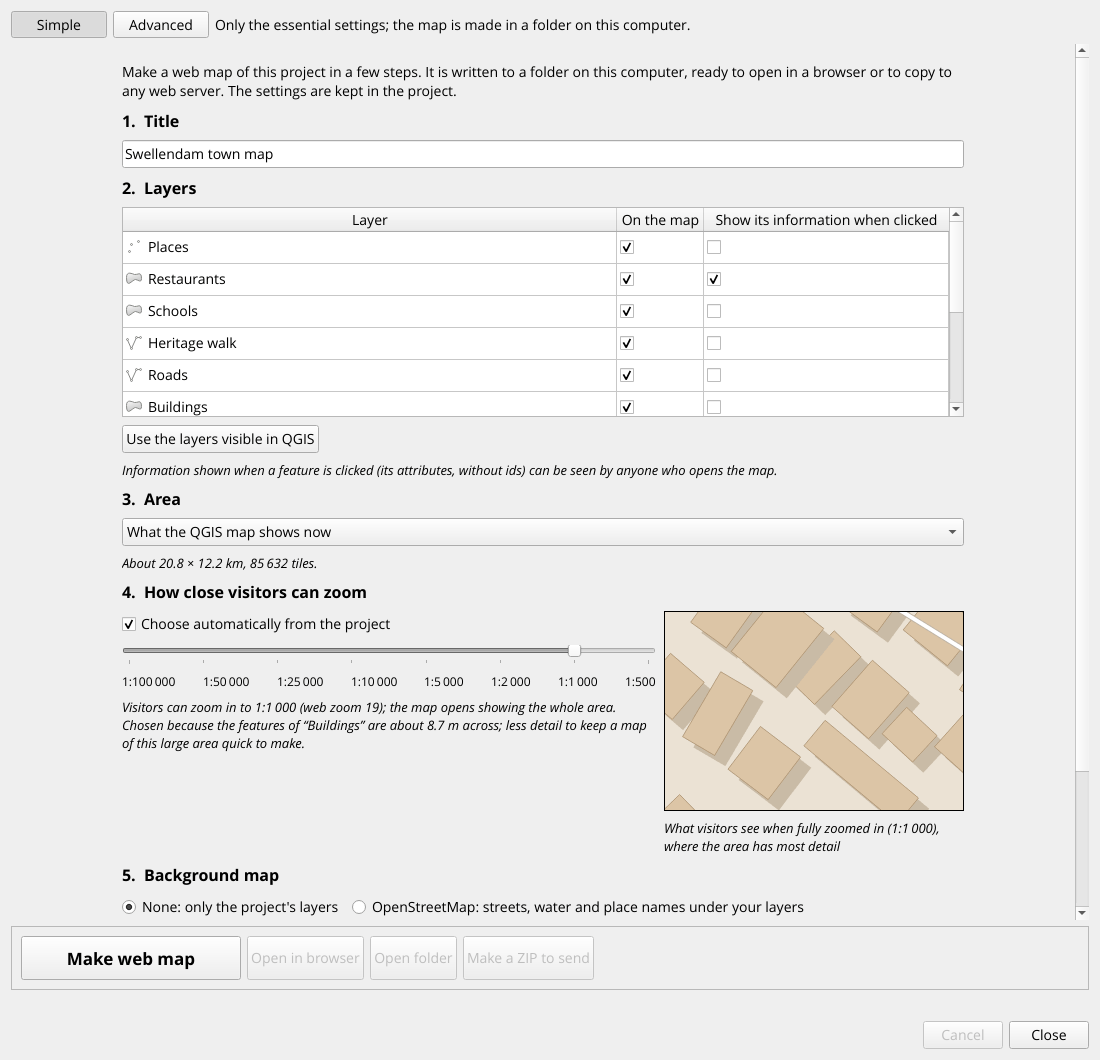 Simple
Advanced
Only the essential settings; the map is made in a folder on this computer.
Make a web map of this project in a few steps. It is written to a folder on this computer, ready to open in a browser or to copy to
any web server. The settings are kept in the project.
1. Title
Swellendam town map
2. Layers
Layer
On the map
Show its information when clicked
Places
Restaurants
Schools
Heritage walk
Roads
Buildings
Use the layers visible in QGIS
Information shown when a feature is clicked (its attributes, without ids) can be seen by anyone who opens the map.
3. Area
What the QGIS map shows now
About 20.8 × 12.2 km, 85 632 tiles.
4. How close visitors can zoom
Choose automatically from the project
1:100 000
1:50 000
1:25 000
1:10 000
1:5 000
1:2 000
1:1 000
1:500
Visitors can zoom in to 1:1 000 (web zoom 19); the map opens showing the whole area.
Chosen because the features of “Buildings” are about 8.7 m across; less detail to keep a map
of this large area quick to make.
What visitors see when fully zoomed in (1:1 000),
where the area has most detail
5. Background map
None: only the project's layers
OpenStreetMap: streets, water and place names under your layers
Make web map
Open in browser
Open folder
Make a ZIP to send
Cancel
Close